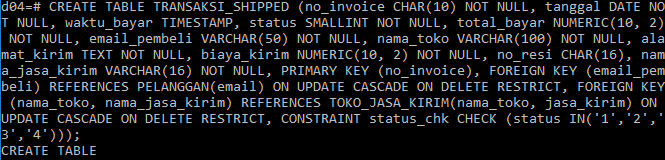 d04=# CREATE TABLE TRANSAKSI_SHIPPED (no_invoice CHAR(10) NOT NULL, tanggal DATE NO
T NULL, waktu_bayar TIMESTAMP, status SMALLINT NOT NULL, total_bayar NUMERIC(10, 2)
 NOT NULL, email_pembeli VARCHAR(50) NOT NULL, nama_toko VARCHAR(100) NOT NULL, ala
mat_kirim TEXT NOT NULL, biaya_kirim NUMERIC(10, 2) NOT NULL, no_resi CHAR(16), nam
a_jasa_kirim VARCHAR(16) NOT NULL, PRIMARY KEY (no_invoice), FOREIGN KEY (email_pem
beli) REFERENCES PELANGGAN(email) ON UPDATE CASCADE ON DELETE RESTRICT, FOREIGN KEY
 (nama_toko, nama_jasa_kirim) REFERENCES TOKO_JASA_KIRIM(nama_toko, jasa_kirim) ON
UPDATE CASCADE ON DELETE RESTRICT, CONSTRAINT status_chk CHECK (status IN('1','2','
3','4')));
CREATE TABLE